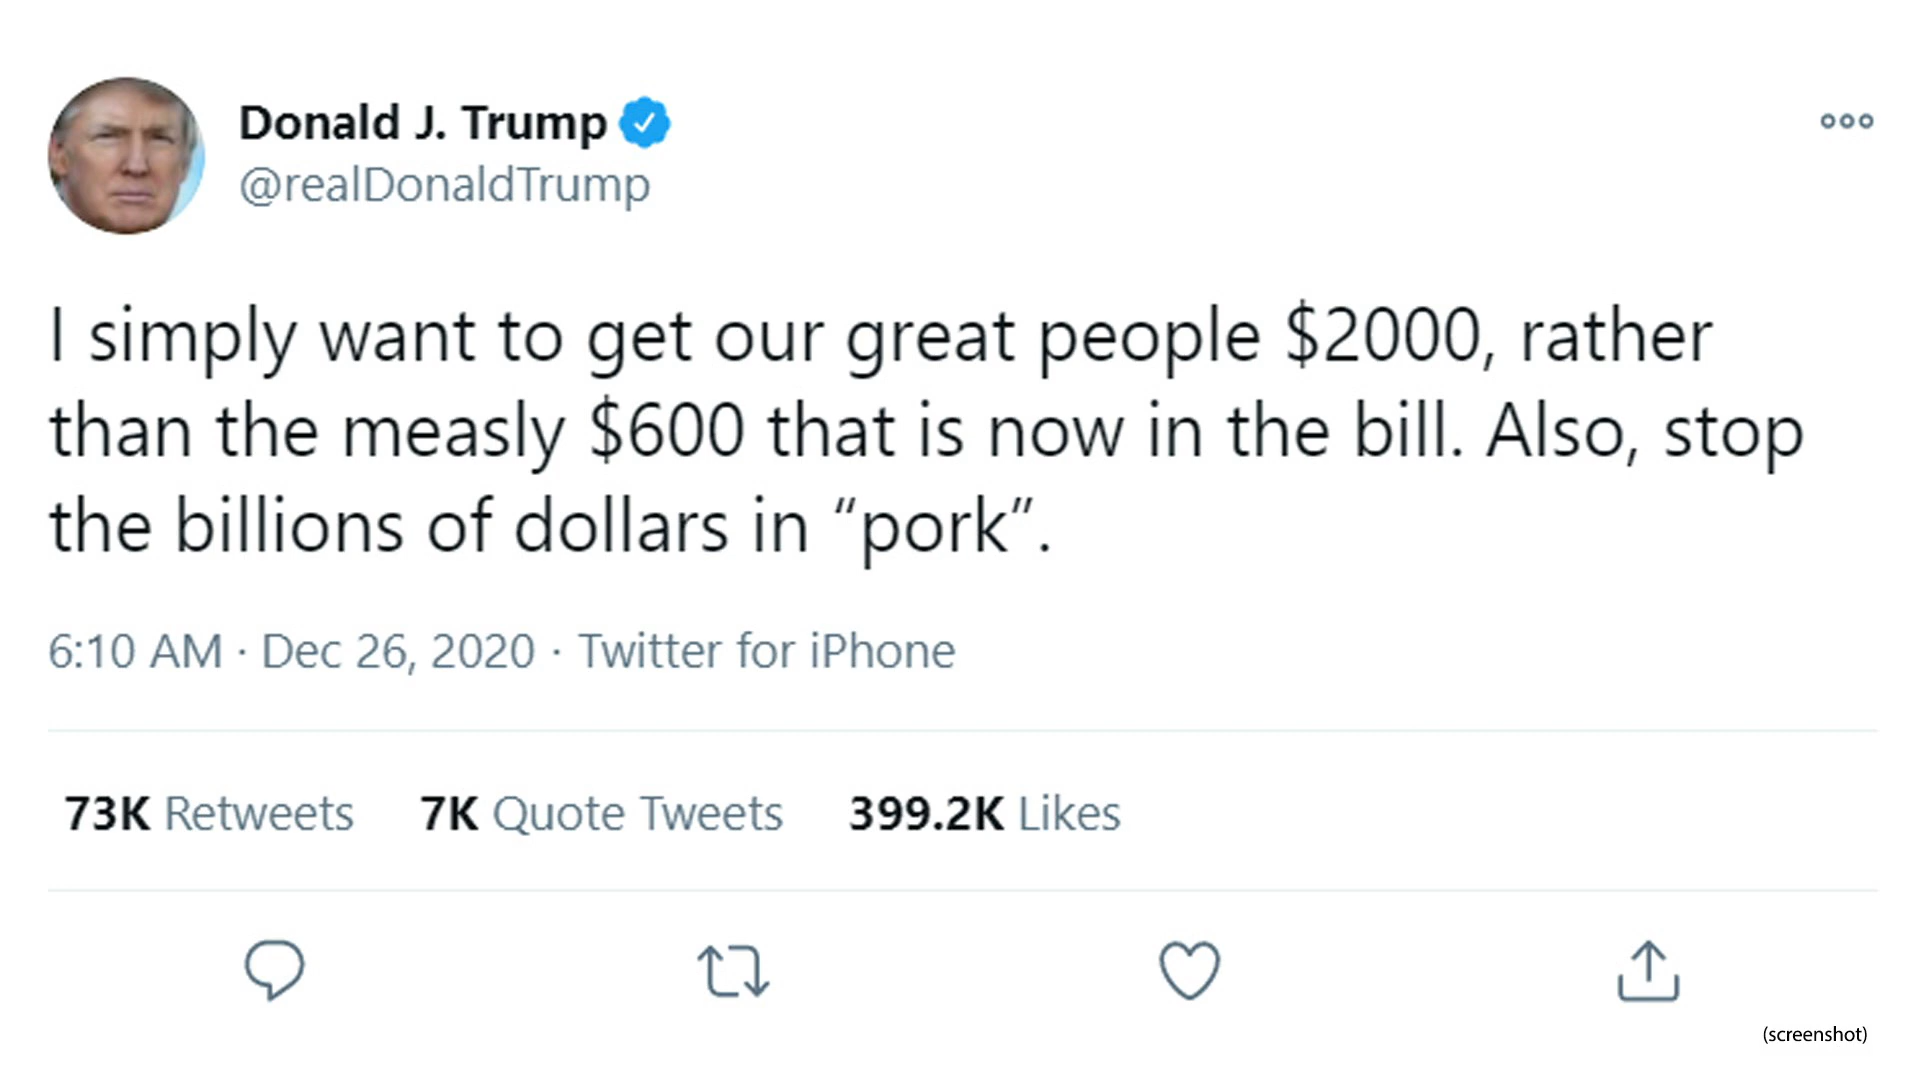 Donald J. Trump
@realDonaldTrump
I simply want to get our great people $2000, rather
than the measly $600 that is now in the bill. Also, stop
the billions of dollars in “pork”.
6:10 AM · Dec 26, 2020 · Twitter for iPhone
73K Retweets 7K Quote Tweets 399.2K Likes
(screenshot)